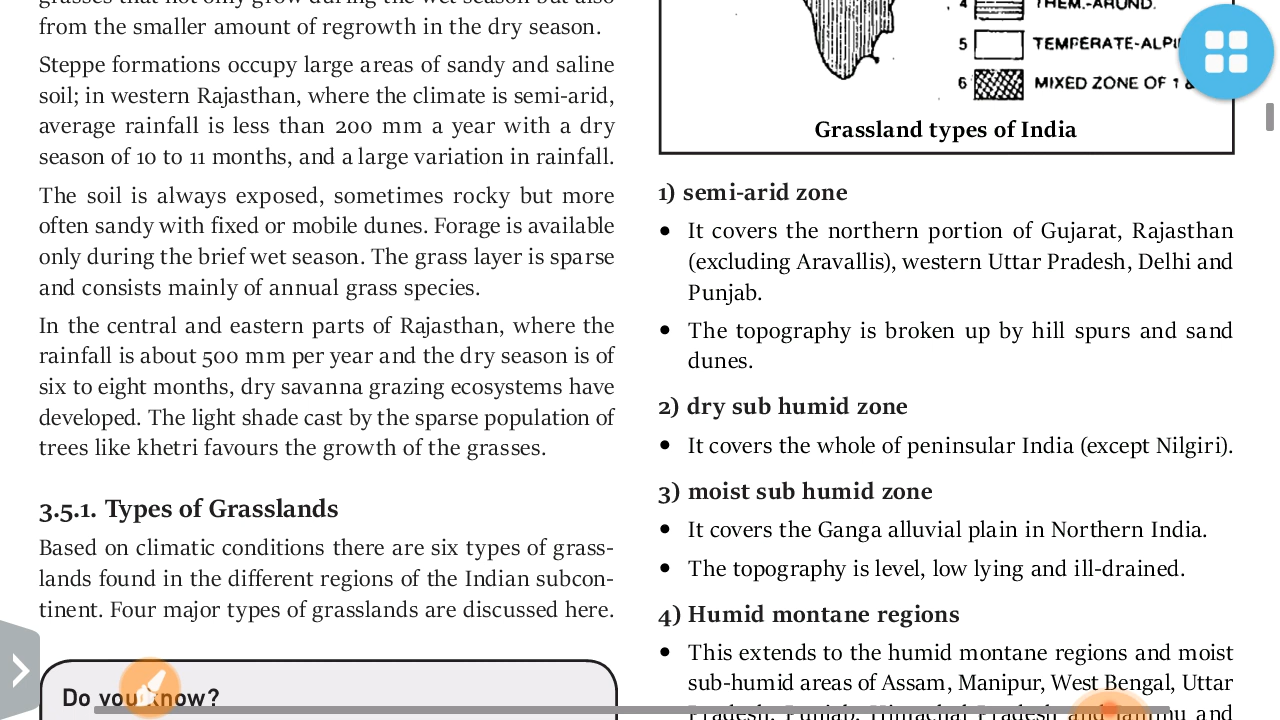 grasses that not only grow during the wet season but also
from the smaller amount of regrowth in the dry season.
Steppe formations occupy large areas of sandy and saline
soil; in western Rajasthan, where the climate is semi-arid,
average rainfall is less than 200 mm a year with a dry
season of 10 to 11 months, and a large variation in rainfall.
The soil is always exposed, sometimes rocky but more
often sandy with fixed or mobile dunes. Forage is available
only during the brief wet season. The grass layer is sparse
and consists mainly of annual grass species.
In the central and eastern parts of Rajasthan, where the
rainfall is about 500 mm per year and the dry season is of
six to eight months, dry savanna grazing ecosystems have
developed. The light shade cast by the sparse population of
trees like khetri favours the growth of the grasses.
3.5.1. Types of Grasslands
Based on climatic conditions there are six types of grass-
lands found in the different regions of the Indian subcon-
tinent. Four major types of grasslands are discussed here.
Do you know?
4 THEM.-ARUND.
5 TEMPERATE-ALPI
6 MIXED ZONE OF 1 &
Grassland types of India
1) semi-arid zone
• It covers the northern portion of Gujarat, Rajasthan
(excluding Aravallis), western Uttar Pradesh, Delhi and
Punjab.
• The topography is broken up by hill spurs and sand
dunes.
2) dry sub humid zone
• It covers the whole of peninsular India (except Nilgiri).
3) moist sub humid zone
• It covers the Ganga alluvial plain in Northern India.
• The topography is level, low lying and ill-drained.
4) Humid montane regions
• This extends to the humid montane regions and moist
sub-humid areas of Assam, Manipur, West Bengal, Uttar
Pradesh, Punjab, Himachal Pradesh and Jammu and